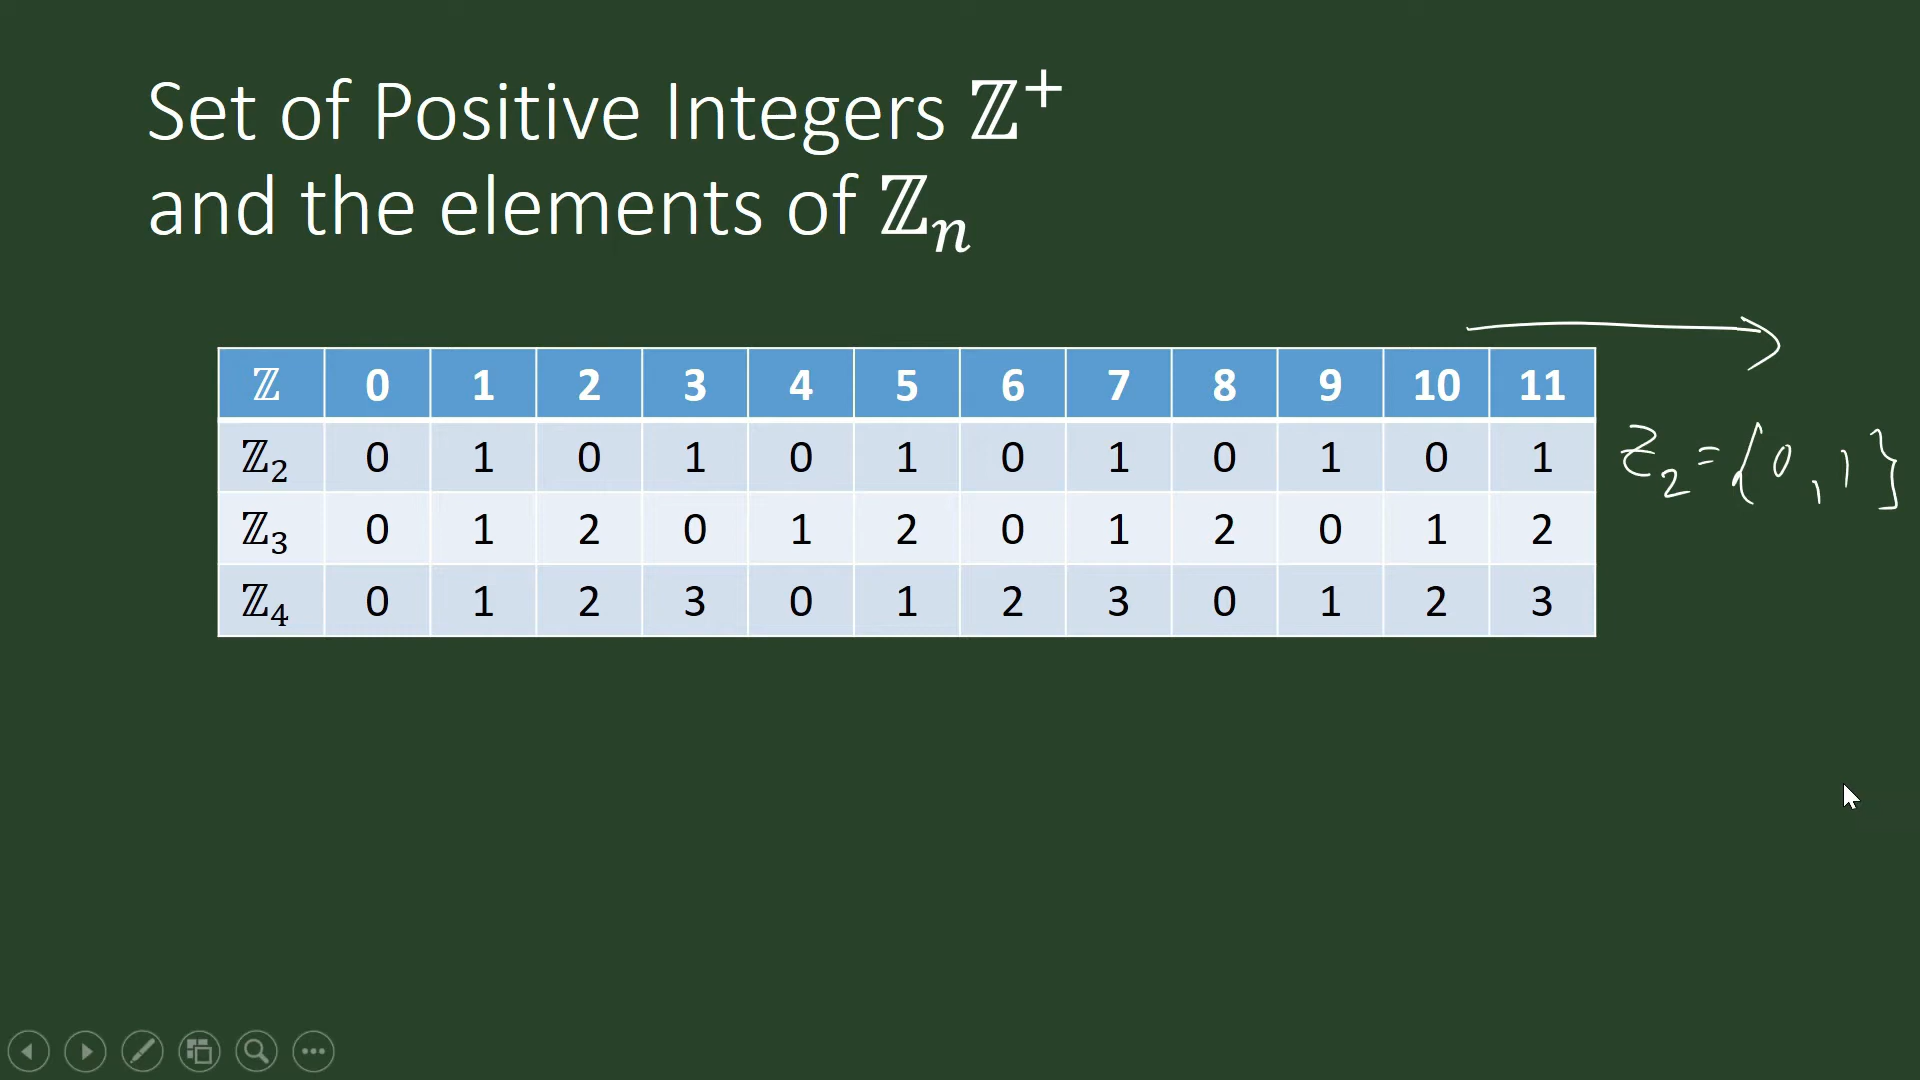 Set of Positive Integers ℤ⁺
and the elements of ℤₙ
ℤ 0 1 2 3 4 5 6 7 8 9 10 11
ℤ₂ 0 1 0 1 0 1 0 1 0 1 0 1 Z₂ = {0, 1}
ℤ₃ 0 1 2 0 1 2 0 1 2 0 1 2
ℤ₄ 0 1 2 3 0 1 2 3 0 1 2 3